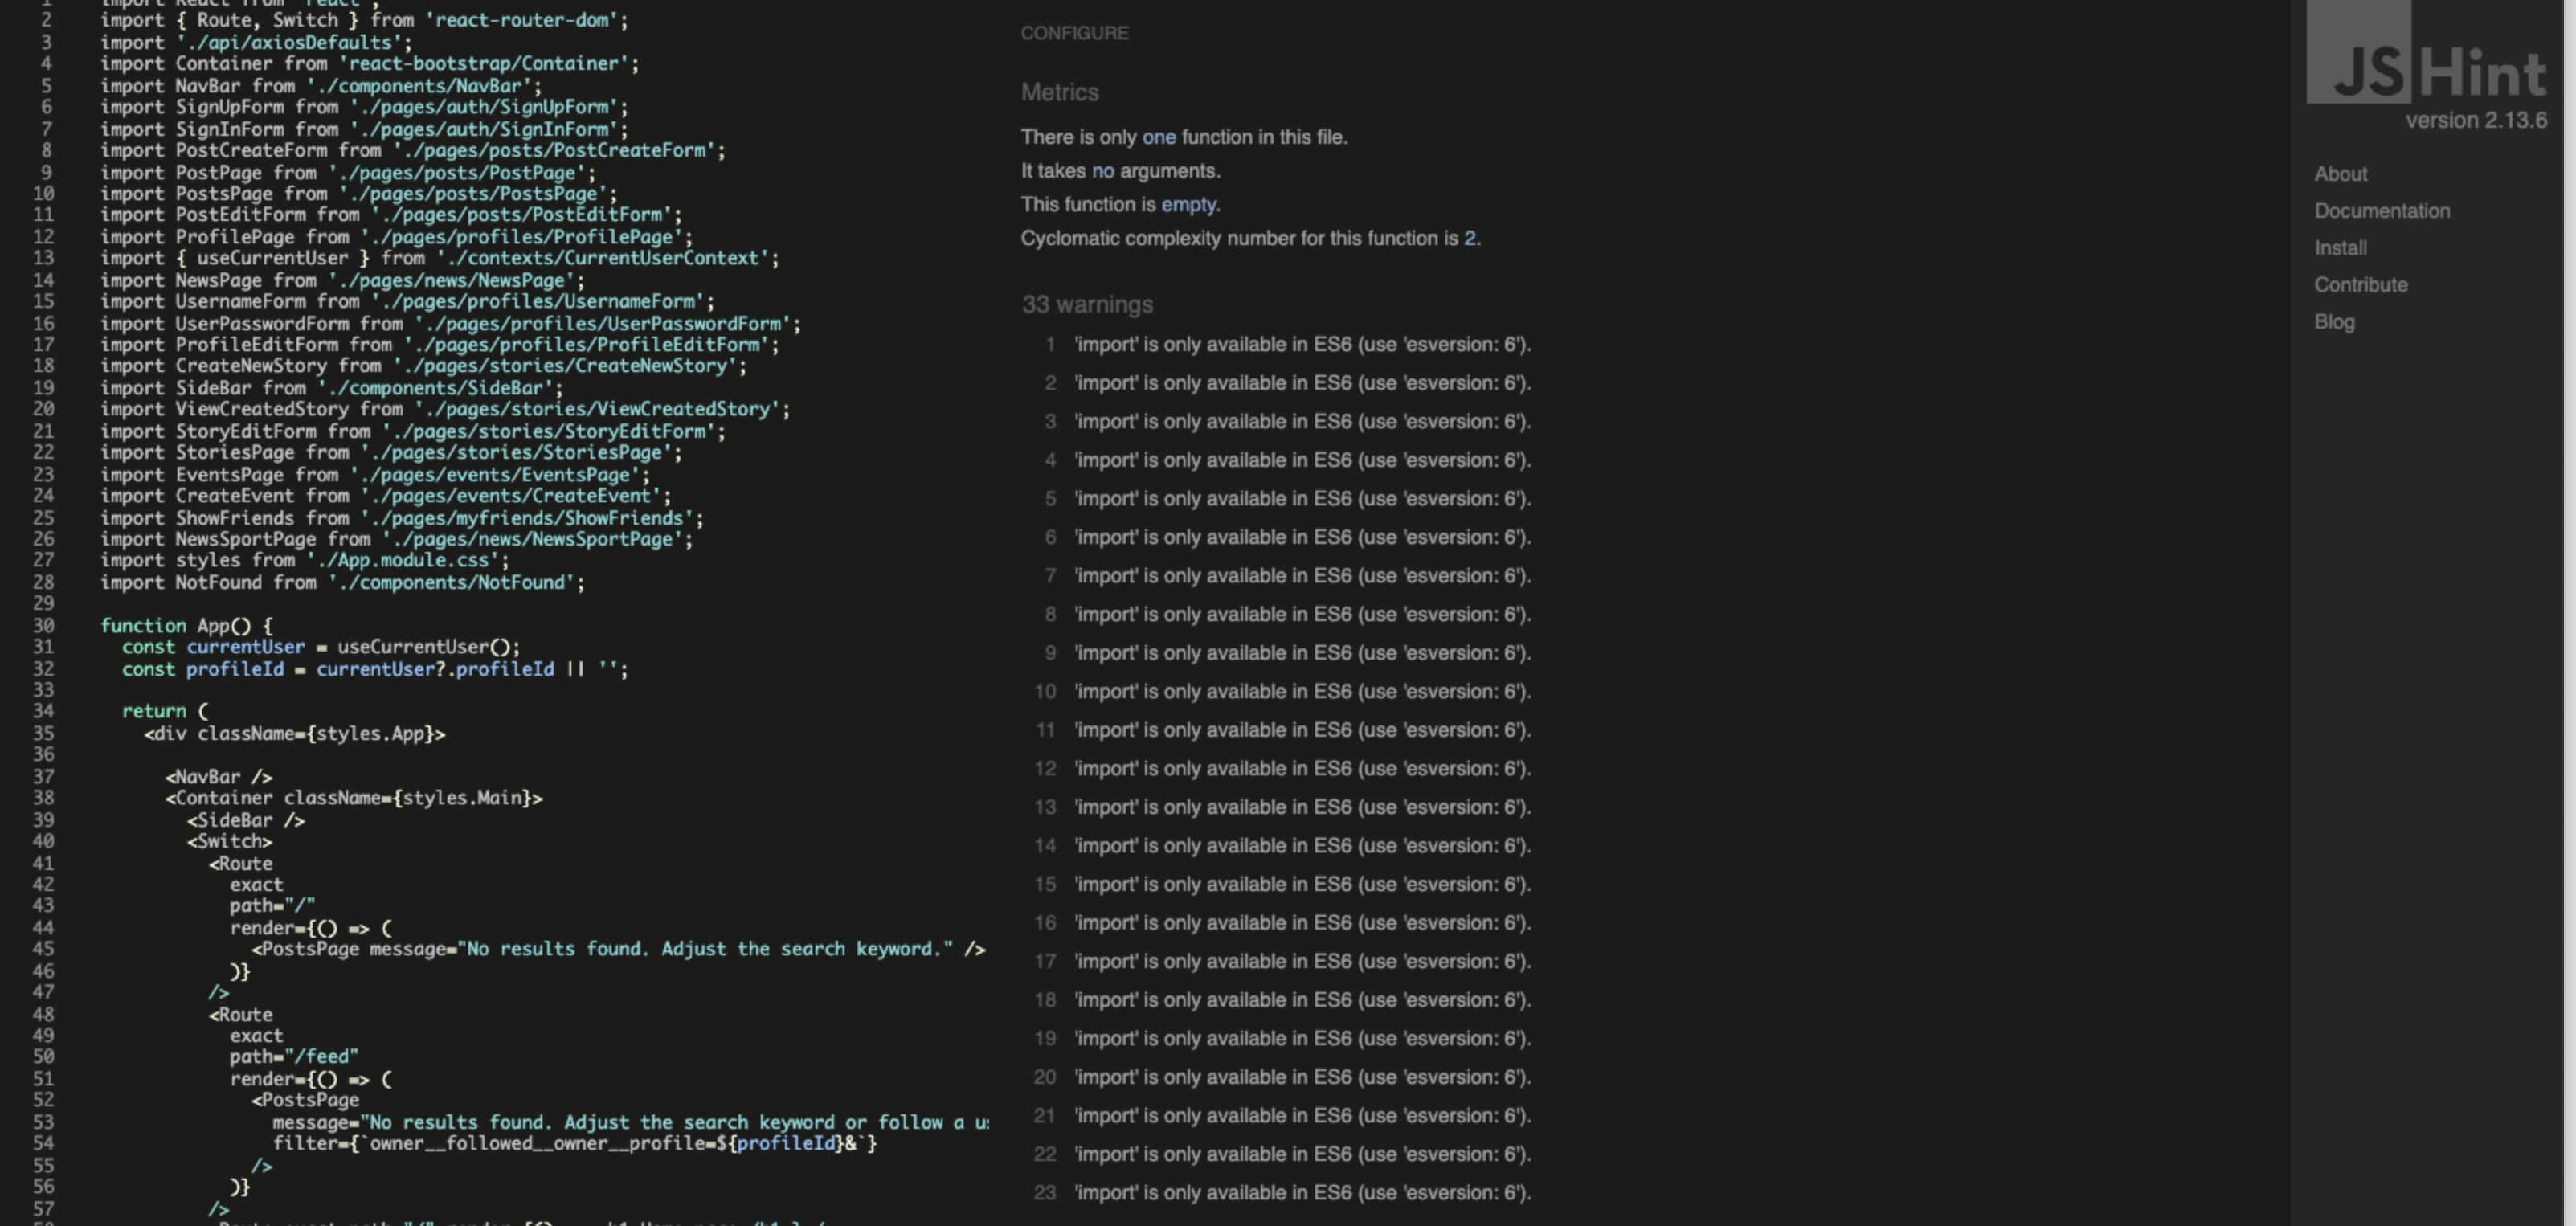 1 import React from 'react';
2 import { Route, Switch } from 'react-router-dom';
3 import './api/axiosDefaults';
4 import Container from 'react-bootstrap/Container';
5 import NavBar from './components/NavBar';
6 import SignUpForm from './pages/auth/SignUpForm';
7 import SignInForm from './pages/auth/SignInForm';
8 import PostCreateForm from './pages/posts/PostCreateForm';
9 import PostPage from './pages/posts/PostPage';
10 import PostsPage from './pages/posts/PostsPage';
11 import PostEditForm from './pages/posts/PostEditForm';
12 import ProfilePage from './pages/profiles/ProfilePage';
13 import { useCurrentUser } from './contexts/CurrentUserContext';
14 import NewsPage from './pages/news/NewsPage';
15 import UsernameForm from './pages/profiles/UsernameForm';
16 import UserPasswordForm from './pages/profiles/UserPasswordForm';
17 import ProfileEditForm from './pages/profiles/ProfileEditForm';
18 import CreateNewStory from './pages/stories/CreateNewStory';
19 import SideBar from './components/SideBar';
20 import ViewCreatedStory from './pages/stories/ViewCreatedStory';
21 import StoryEditForm from './pages/stories/StoryEditForm';
22 import StoriesPage from './pages/stories/StoriesPage';
23 import EventsPage from './pages/events/EventsPage';
24 import CreateEvent from './pages/events/CreateEvent';
25 import ShowFriends from './pages/myfriends/ShowFriends';
26 import NewsSportPage from './pages/news/NewsSportPage';
27 import styles from './App.module.css';
28 import NotFound from './components/NotFound';
29
30 function App() {
31 const currentUser = useCurrentUser();
32 const profileId = currentUser?.profileId || '';
33
34 return (
35 <div className={styles.App}>
36
37 <NavBar />
38 <Container className={styles.Main}>
39 <SideBar />
40 <Switch>
41 <Route
42 exact
43 path="/"
44 render={() => (
45 <PostsPage message="No results found. Adjust the search keyword." />
46 )}
47 />
48 <Route
49 exact
50 path="/feed"
51 render={() => (
52 <PostsPage
53 message="No results found. Adjust the search keyword or follow a
54 filter={`owner__followed__owner__profile=${profileId}&`}
55 />
56 )}
57 />
CONFIGURE
Metrics
There is only one function in this file.
It takes no arguments.
This function is empty.
Cyclomatic complexity number for this function is 2.
33 warnings
1 'import' is only available in ES6 (use 'esversion: 6').
2 'import' is only available in ES6 (use 'esversion: 6').
3 'import' is only available in ES6 (use 'esversion: 6').
4 'import' is only available in ES6 (use 'esversion: 6').
5 'import' is only available in ES6 (use 'esversion: 6').
6 'import' is only available in ES6 (use 'esversion: 6').
7 'import' is only available in ES6 (use 'esversion: 6').
8 'import' is only available in ES6 (use 'esversion: 6').
9 'import' is only available in ES6 (use 'esversion: 6').
10 'import' is only available in ES6 (use 'esversion: 6').
11 'import' is only available in ES6 (use 'esversion: 6').
12 'import' is only available in ES6 (use 'esversion: 6').
13 'import' is only available in ES6 (use 'esversion: 6').
14 'import' is only available in ES6 (use 'esversion: 6').
15 'import' is only available in ES6 (use 'esversion: 6').
16 'import' is only available in ES6 (use 'esversion: 6').
17 'import' is only available in ES6 (use 'esversion: 6').
18 'import' is only available in ES6 (use 'esversion: 6').
19 'import' is only available in ES6 (use 'esversion: 6').
20 'import' is only available in ES6 (use 'esversion: 6').
21 'import' is only available in ES6 (use 'esversion: 6').
22 'import' is only available in ES6 (use 'esversion: 6').
23 'import' is only available in ES6 (use 'esversion: 6').
JSHint
version 2.13.6
About
Documentation
Install
Contribute
Blog